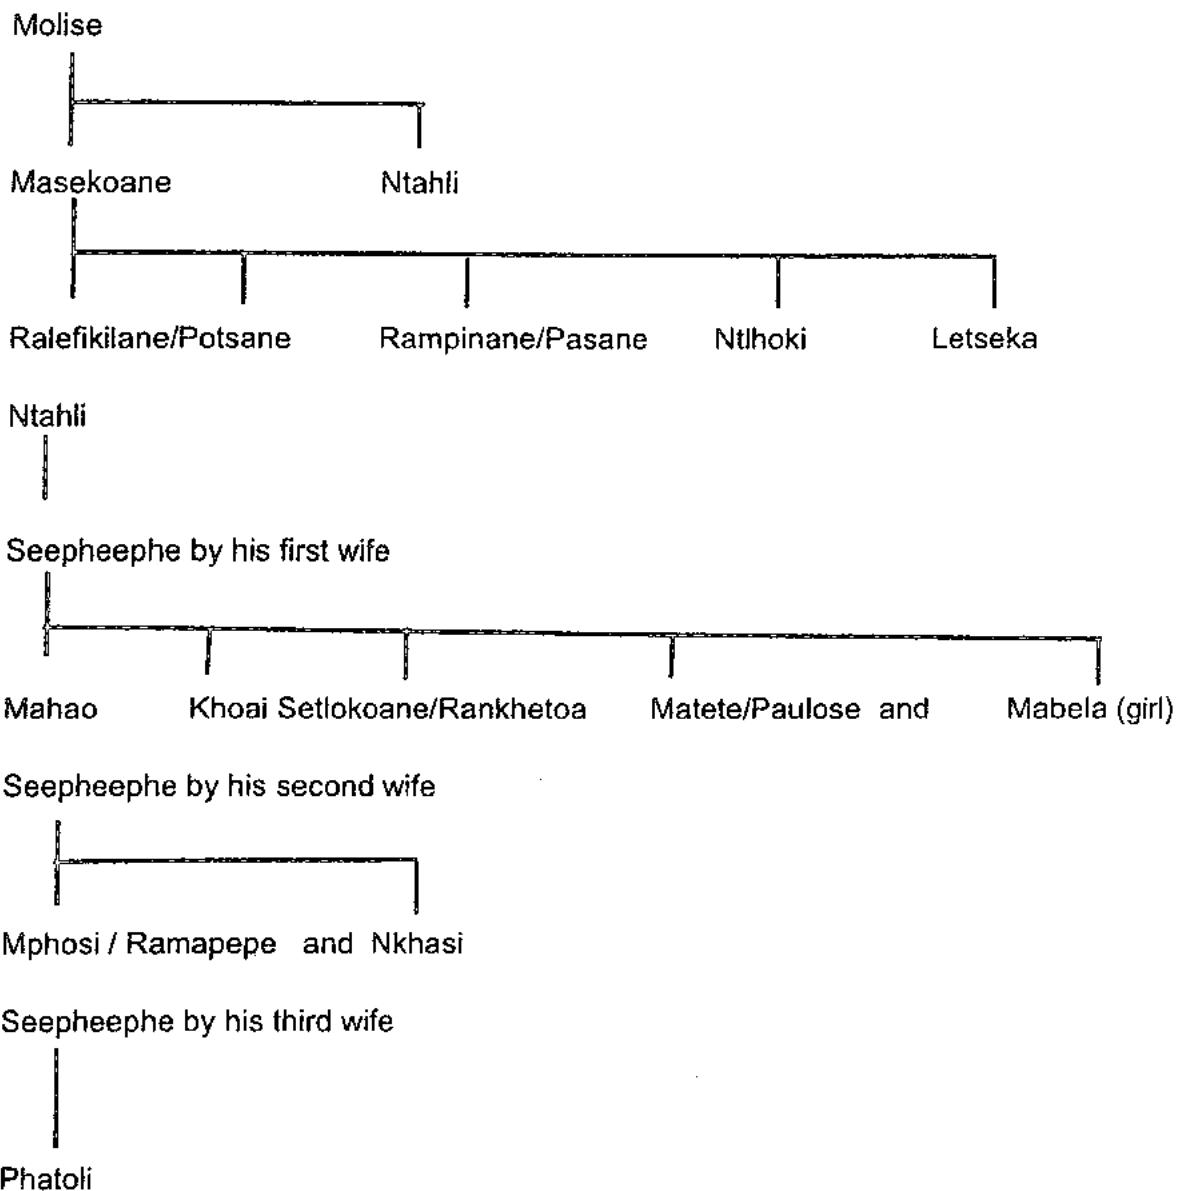 Molise
Masekoane Ntahli
Ralefikilane/Potsane Rampinane/Pasane Ntlhoki Letseka
Ntahli
Seepheephe by his first wife
Mahao Khoai Setlokoane/Rankhetoa Matete/Paulose and Mabela (girl)
Seepheephe by his second wife
Mphosi / Ramapepe and Nkhasi
Seepheephe by his third wife
Phatoli